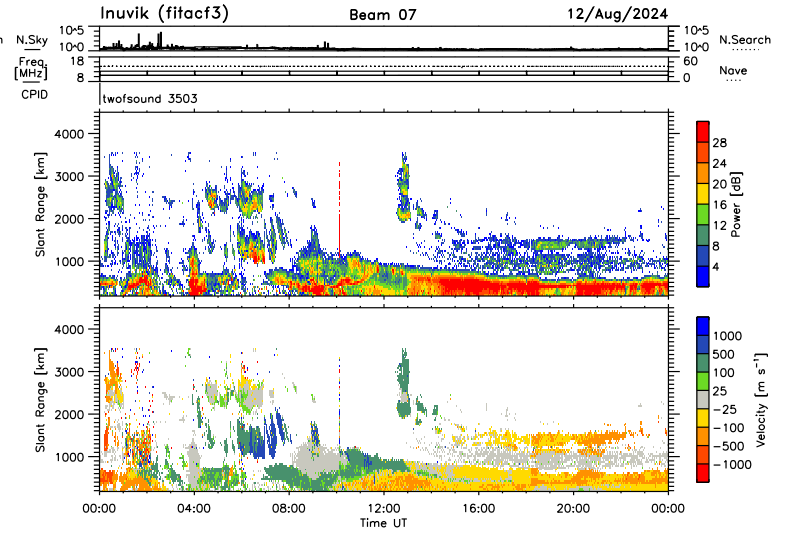 Inuvik (fitacf3) Beam 07 12/Aug/2024
h N.Sky 10^5 10^5 N.Search
10^0 10^0
Freq. 18 60 Nave
[MHz] 8 0
CPID twofsound 3503
Slant Range [km]
4000
3000
2000
1000
28
24
20
16
12
8
4
Power [dB]
Slant Range [km]
4000
3000
2000
1000
1000
500
100
25
-25
-100
-500
-1000
Velocity [m s⁻¹]
00:00 04:00 08:00 12:00 16:00 20:00 00:00
Time UT